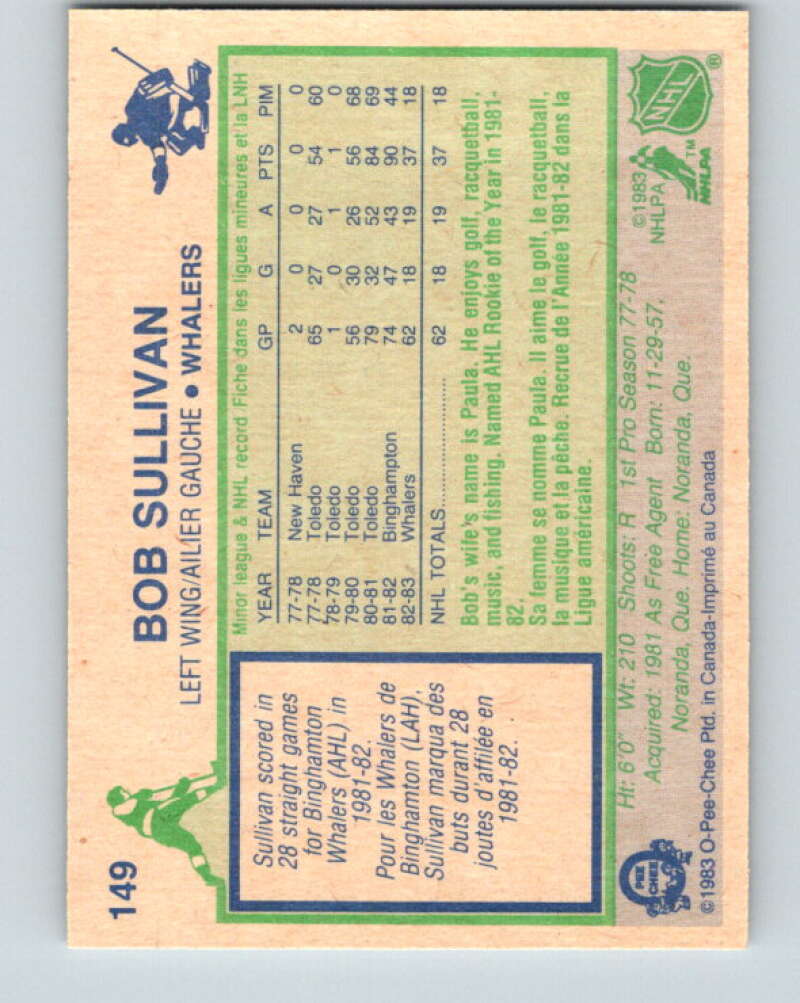 149
BOB SULLIVAN
LEFT WING/AILIER GAUCHE • WHALERS
Sullivan scored in
28 straight games
for Binghamton
Whalers (AHL) in
1981-82.
Pour les Whalers de
Binghamton (LAH),
Sullivan marqua des
buts durant 28
joutes d'affilée en
1981-82.
Minor league & NHL record / Fiche dans les ligues mineures et la LNH
YEAR TEAM GP G A PTS PIM
77-78 New Haven 2 0 0 0 0
77-78 Toledo 65 27 27 54 60
78-79 Toledo 1 0 1 1 0
79-80 Toledo 56 30 26 56 68
80-81 Toledo 79 32 52 84 69
81-82 Binghampton 74 47 43 90 44
82-83 Whalers 62 18 19 37 18
NHL TOTALS.................... 62 18 19 37 18
Bob's wife's name is Paula. He enjoys golf, racquetball,
music, and fishing. Named AHL Rookie of the Year in 1981-
82.
Sa femme se nomme Paula. Il aime le golf, le racquetball,
la musique et la pêche. Recrue de l'Année 1981-82 dans la
Ligue américaine.
Ht: 6'0" Wt: 210 Shoots: R 1st Pro Season 77-78
Acquired: 1981 As Free Agent Born: 11-29-57,
Noranda, Que. Home: Noranda, Que.
©1983
NHLPA
NHLPA ™
NHL ®
O PEE CHEE
©1983 O-Pee-Chee Ptd. in Canada-Imprimé au Canada